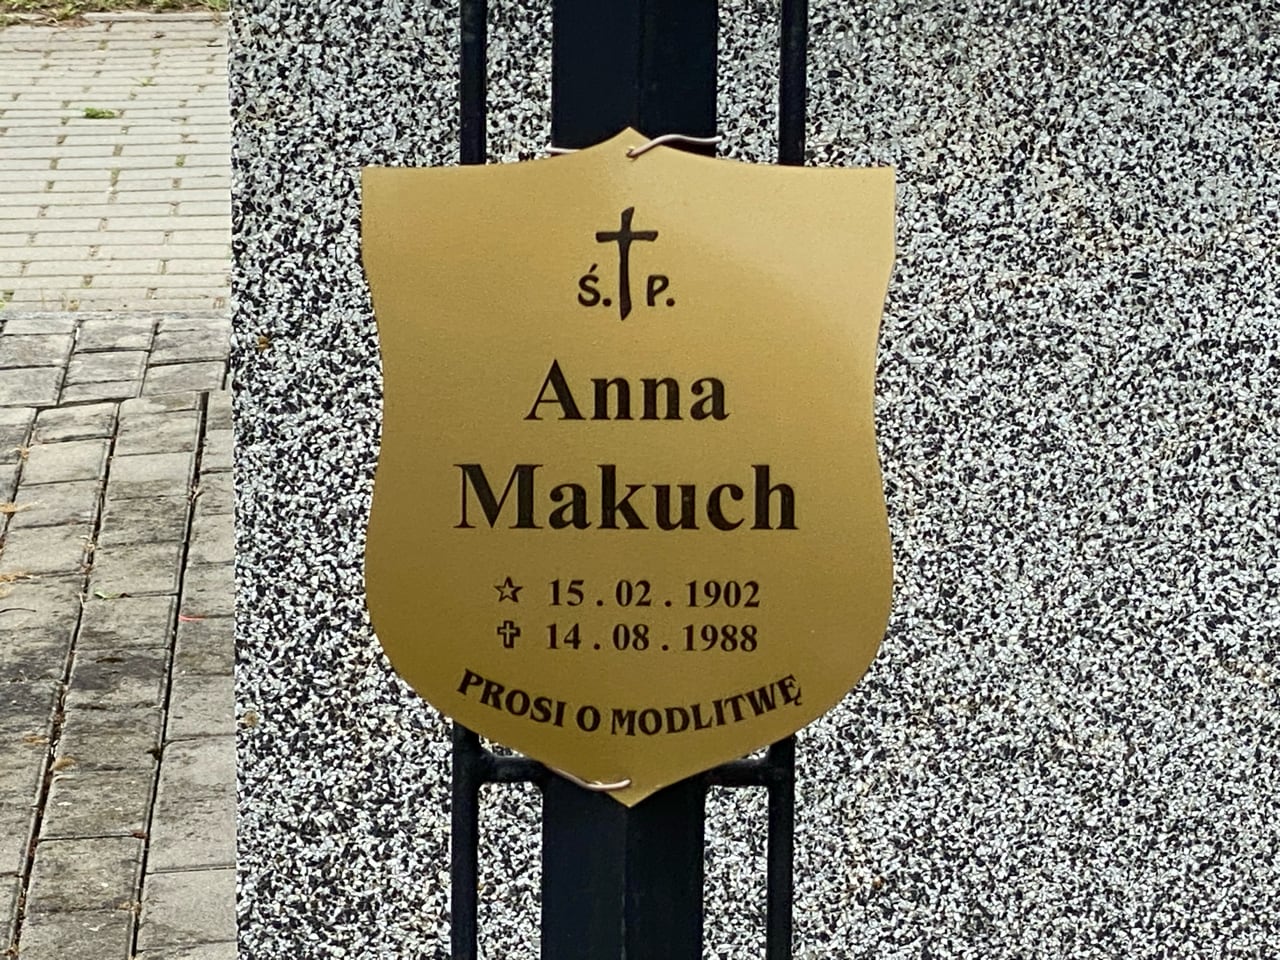 Ś. P.
Anna
Makuch
☆ 15.02.1902
✞ 14.08.1988
PROSI O MODLITWĘ